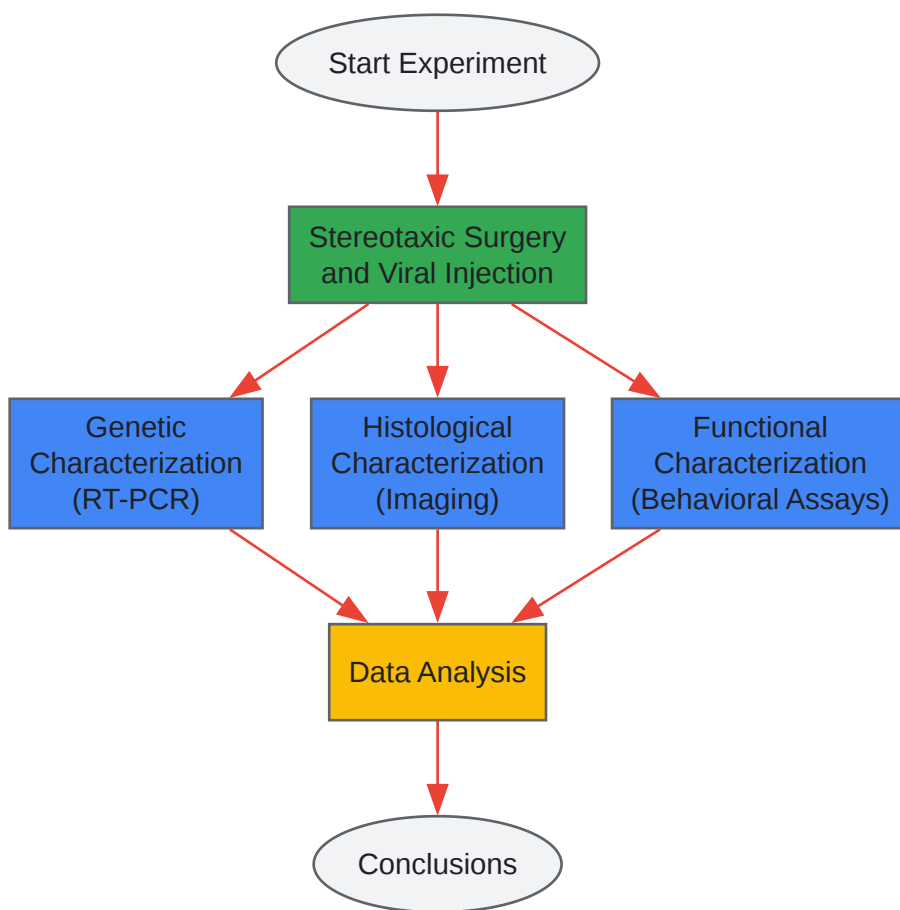 Start Experiment
Stereotaxic Surgery
and Viral Injection
Genetic
Characterization
(RT-PCR)
Histological
Characterization
(Imaging)
Functional
Characterization
(Behavioral Assays)
Data Analysis
Conclusions